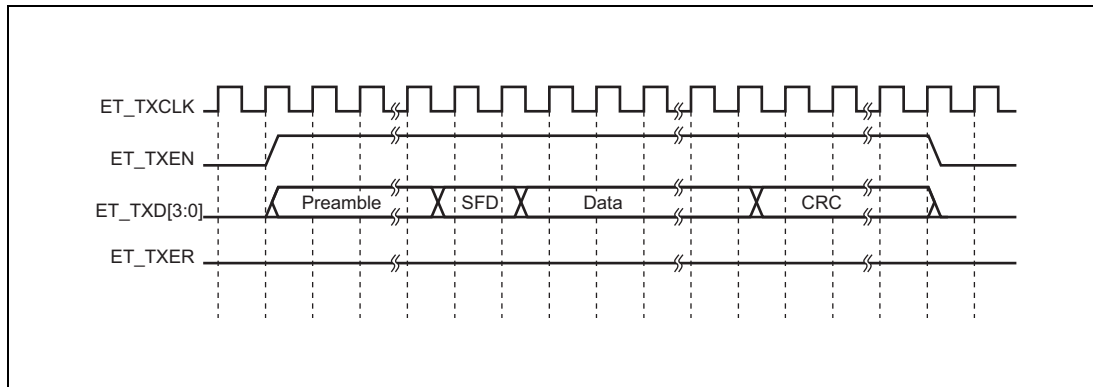 ET_TXCLK
ET_TXEN
ET_TXD[3:0] Preamble SFD Data CRC
ET_TXER